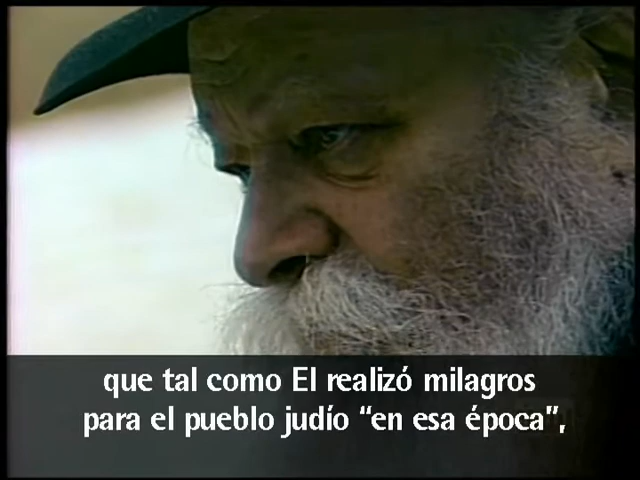 que tal como El realizó milagros
para el pueblo judío “en esa época”,